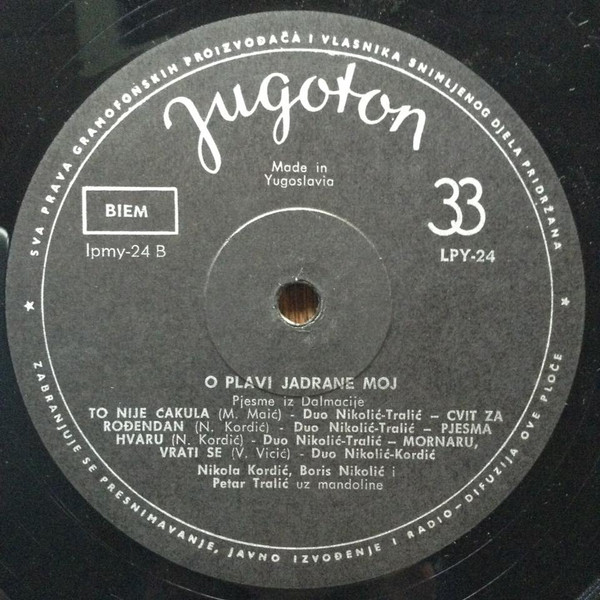 SVA PRAVA GRAMOFONSKIH PROIZVOĐAČA I VLASNIKA SNIMLJENOG DJELA PRIDRŽANA
Jugoton
Made in
Yugoslavia
BIEM
33
lpmy-24 B
LPY-24
O PLAVI JADRANE MOJ
Pjesme iz Dalmacije
TO NIJE ĆAKULA (M. Maić) - Duo Nikolić-Tralić – CVIT ZA
ROĐENDAN (N. Kordić) - Duo Nikolić-Tralić – PJESMA
HVARU (N. Kordić) - Duo Nikolić-Tralić – MORNARU,
VRATI SE (V. Vicić) - Duo Nikolić-Kordić
Nikola Kordić, Boris Nikolić i
Petar Tralić uz mandoline
ZABRANJUJE SE PRESNIMAVANJE, JAVNO IZVOĐENJE I RADIO-DIFUZIJA OVE PLOČE